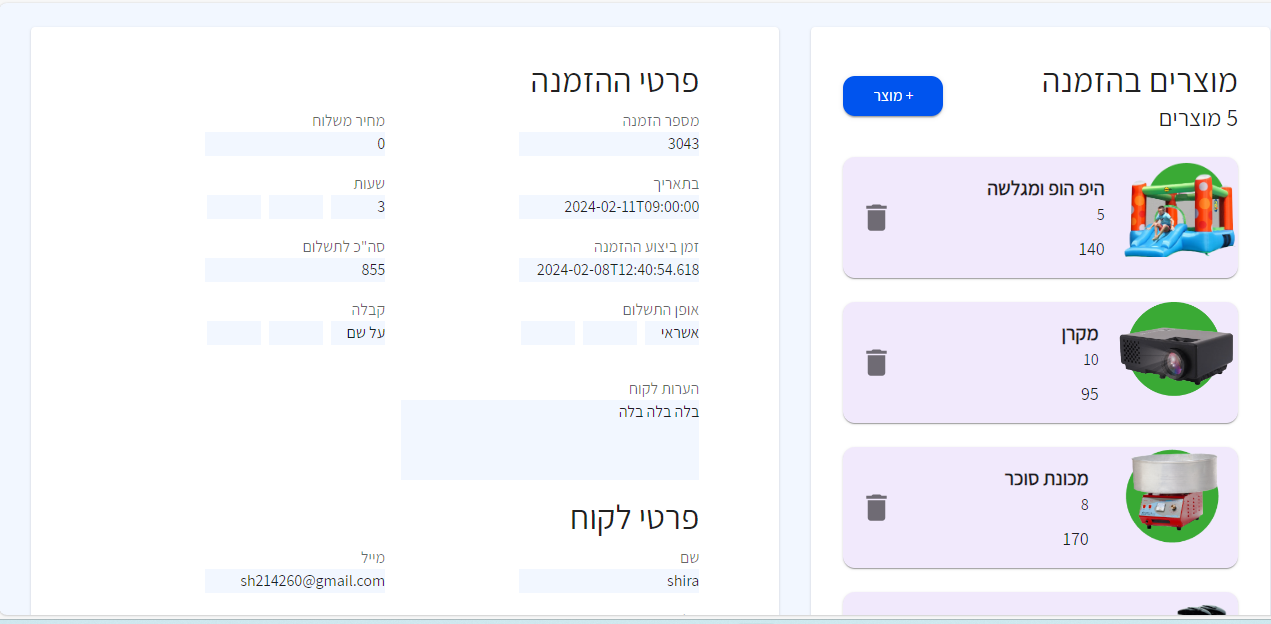 מוצרים בהזמנה
5 מוצרים
+ מוצר
היפ הופ ומגלשה
5
140
מקרן
10
95
מכונת סוכר
8
170
פרטי ההזמנה
מספר הזמנה
3043
מחיר משלוח
0
בתאריך
2024-02-11T09:00:00
שעות
3
זמן ביצוע ההזמנה
2024-02-08T12:40:54.618
סה"כ לתשלום
855
אופן התשלום
אשראי
קבלה
על שם
הערות לקוח
בלה בלה בלה
פרטי לקוח
שם
shira
מייל
sh214260@gmail.com